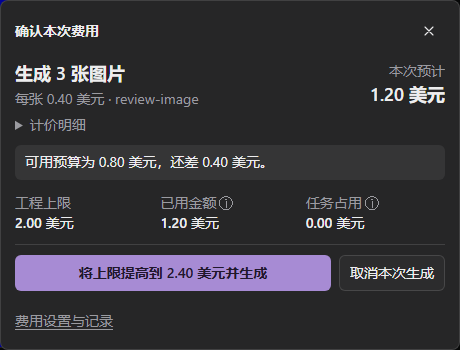 确认本次费用
生成 3 张图片
本次预计
每张 0.40 美元 · review-image
1.20 美元
计价明细
可用预算为 0.80 美元，还差 0.40 美元。
工程上限 已用金额 任务占用
2.00 美元 1.20 美元 0.00 美元
将上限提高到 2.40 美元并生成 取消本次生成
费用设置与记录